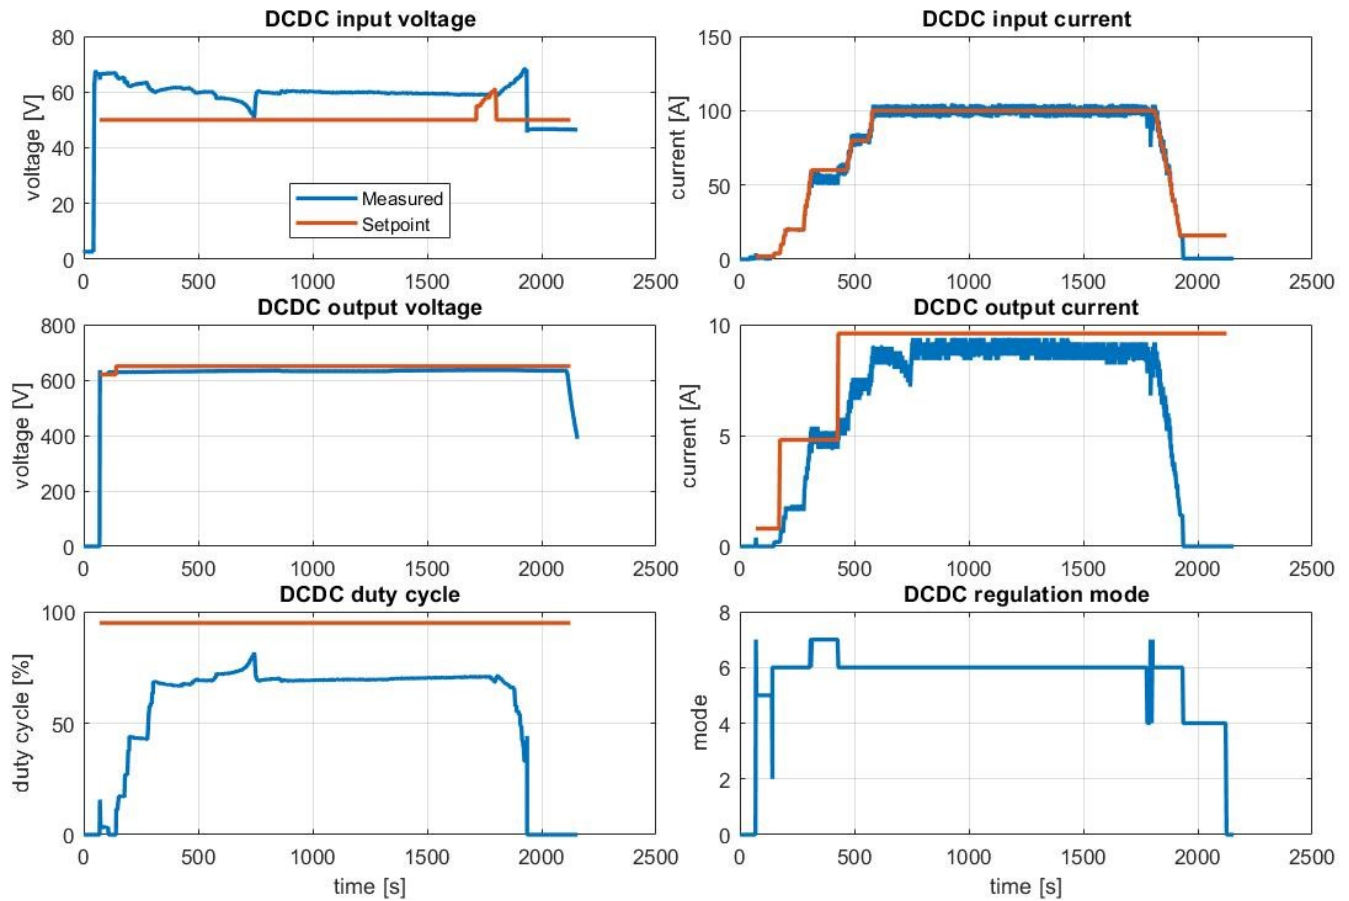 DCDC input voltage
80
60
40
20
0
voltage [V]
Measured
Setpoint
0 500 1000 1500 2000 2500
DCDC input current
150
100
50
0
current [A]
0 500 1000 1500 2000 2500
DCDC output voltage
800
600
400
200
0
voltage [V]
0 500 1000 1500 2000 2500
DCDC output current
10
5
0
current [A]
0 500 1000 1500 2000 2500
DCDC duty cycle
100
50
0
duty cycle [%]
0 500 1000 1500 2000 2500
time [s]
DCDC regulation mode
8
6
4
2
0
mode
0 500 1000 1500 2000 2500
time [s]